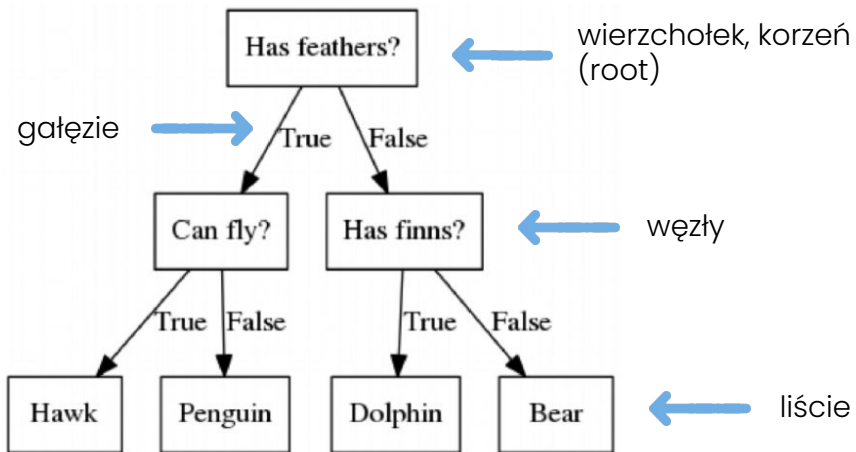 Has feathers?
wierzchołek, korzeń
(root)
gałęzie
True
False
Can fly?
Has finns?
węzły
True
False
True
False
Hawk
Penguin
Dolphin
Bear
liście